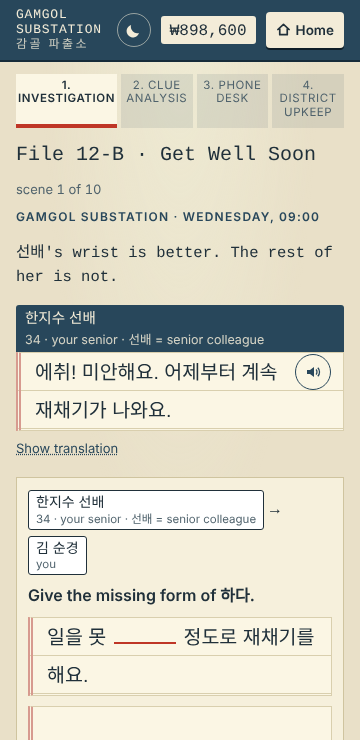 GAMGOL
SUBSTATION
감골 파출소
₩898,600
Home
1.
INVESTIGATION
2. CLUE
ANALYSIS
3. PHONE
DESK
4.
DISTRICT
UPKEEP
File 12-B · Get Well Soon
scene 1 of 10
GAMGOL SUBSTATION · WEDNESDAY, 09:00
선배's wrist is better. The rest of
her is not.
한지수 선배
34 · your senior · 선배 = senior colleague
에취! 미안해요. 어제부터 계속
재채기가 나와요.
Show translation
한지수 선배
34 · your senior · 선배 = senior colleague
→
김 순경
you
Give the missing form of 하다.
일을 못 ______ 정도로 재채기를
해요.